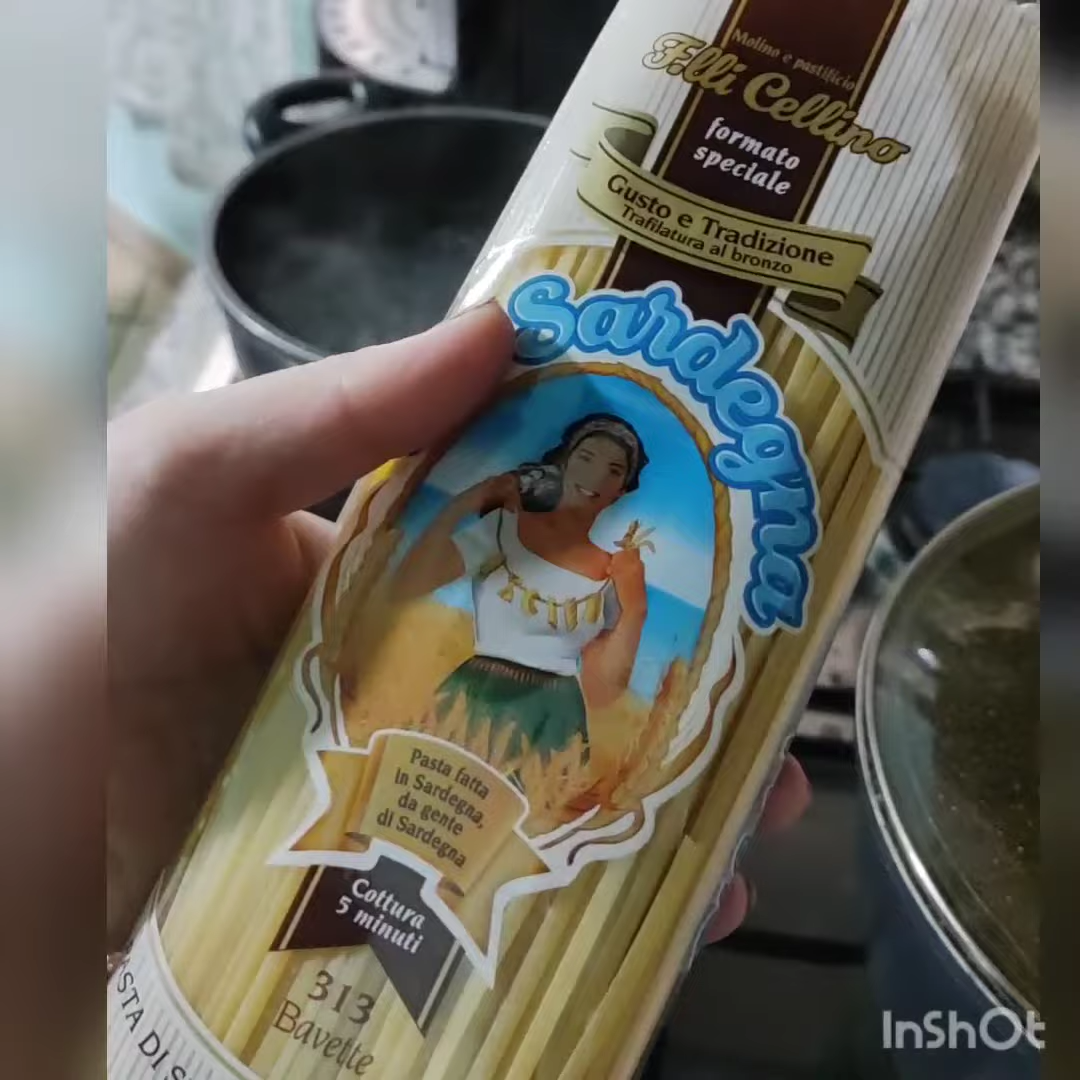 Molino e pastificio
F.lli Cellino
formato
speciale
Gusto e Tradizione
Trafilatura al bronzo
Sardegna
Pasta fatta
in Sardegna,
da gente
di Sardegna
Cottura
5 minuti
313
Bavette
DI
InShOt